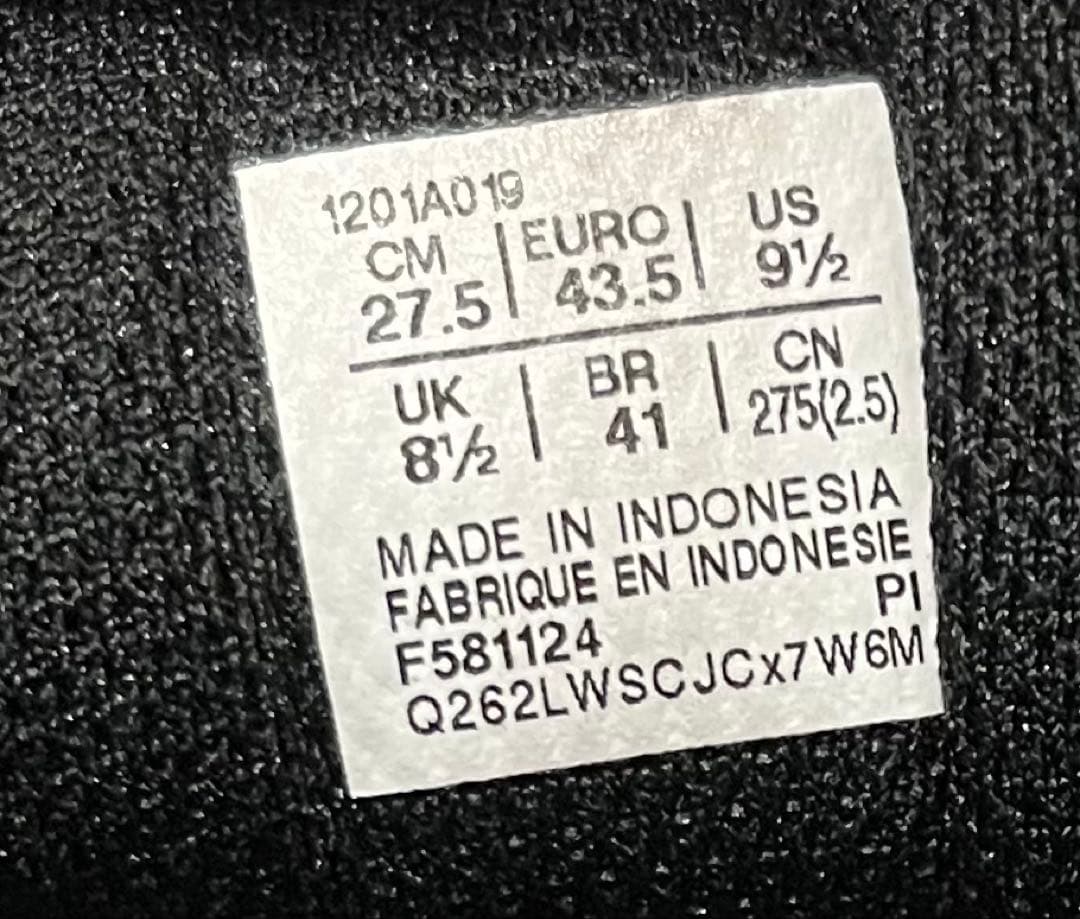 1201A019
CM | EURO | US
27.5 | 43.5 | 9½
UK | BR | CN
8½ | 41 | 275(2.5)
MADE IN INDONESIA
FABRIQUE EN INDONESIE
PI
F581124
Q262LWSCJCx7W6M